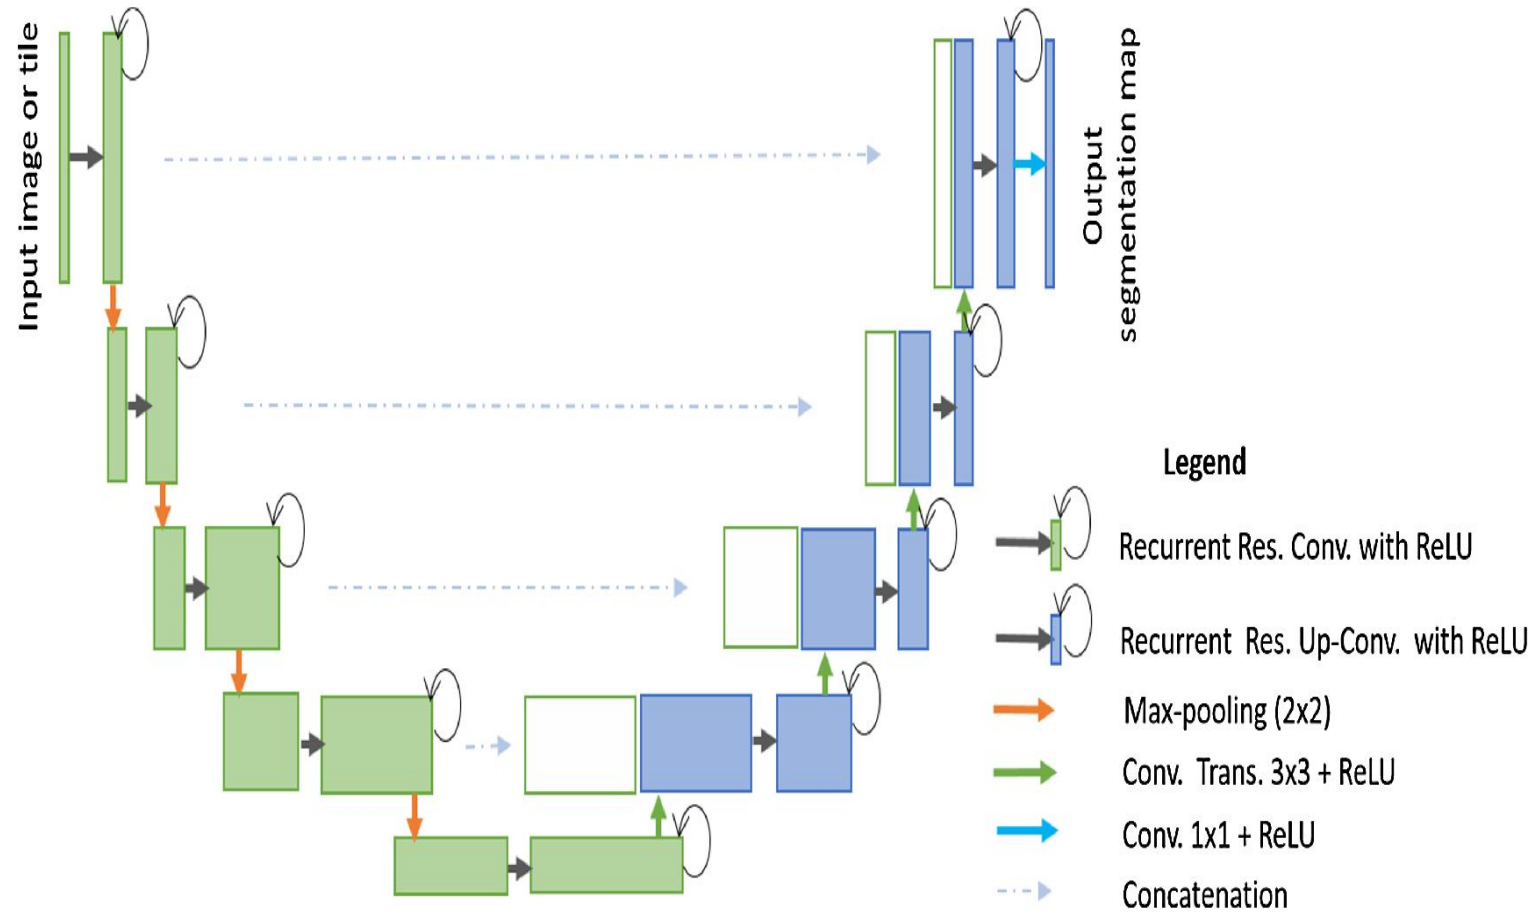 Input image or tile
Output
segmentation map
Legend
Recurrent Res. Conv. with ReLU
Recurrent Res. Up-Conv. with ReLU
Max-pooling (2x2)
Conv. Trans. 3x3 + ReLU
Conv. 1x1 + ReLU
Concatenation